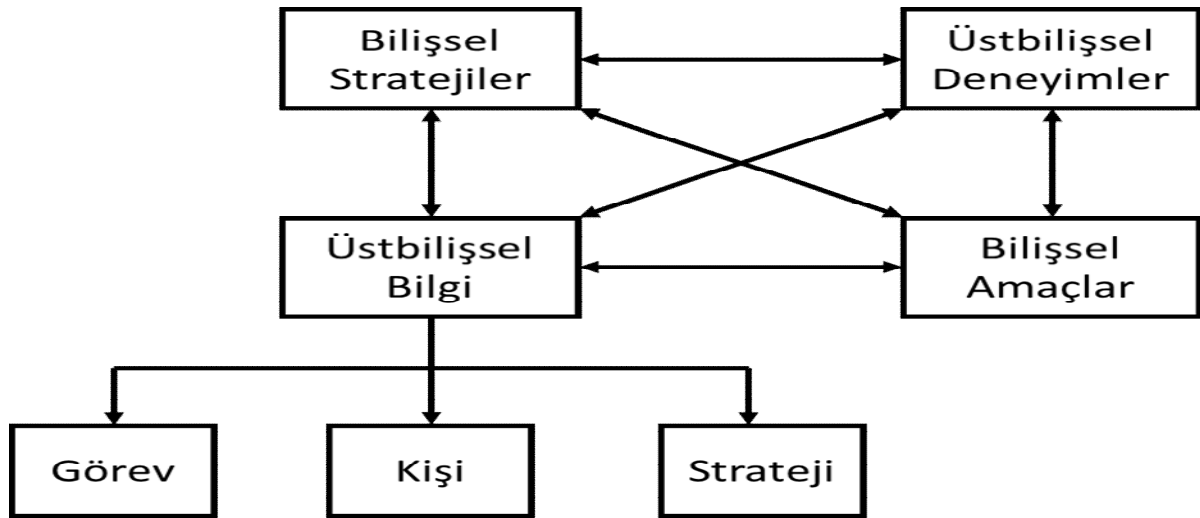 Bilişsel
Stratejiler
Üstbilişsel
Deneyimler
Üstbilişsel
Bilgi
Bilişsel
Amaçlar
Görev
Kişi
Strateji